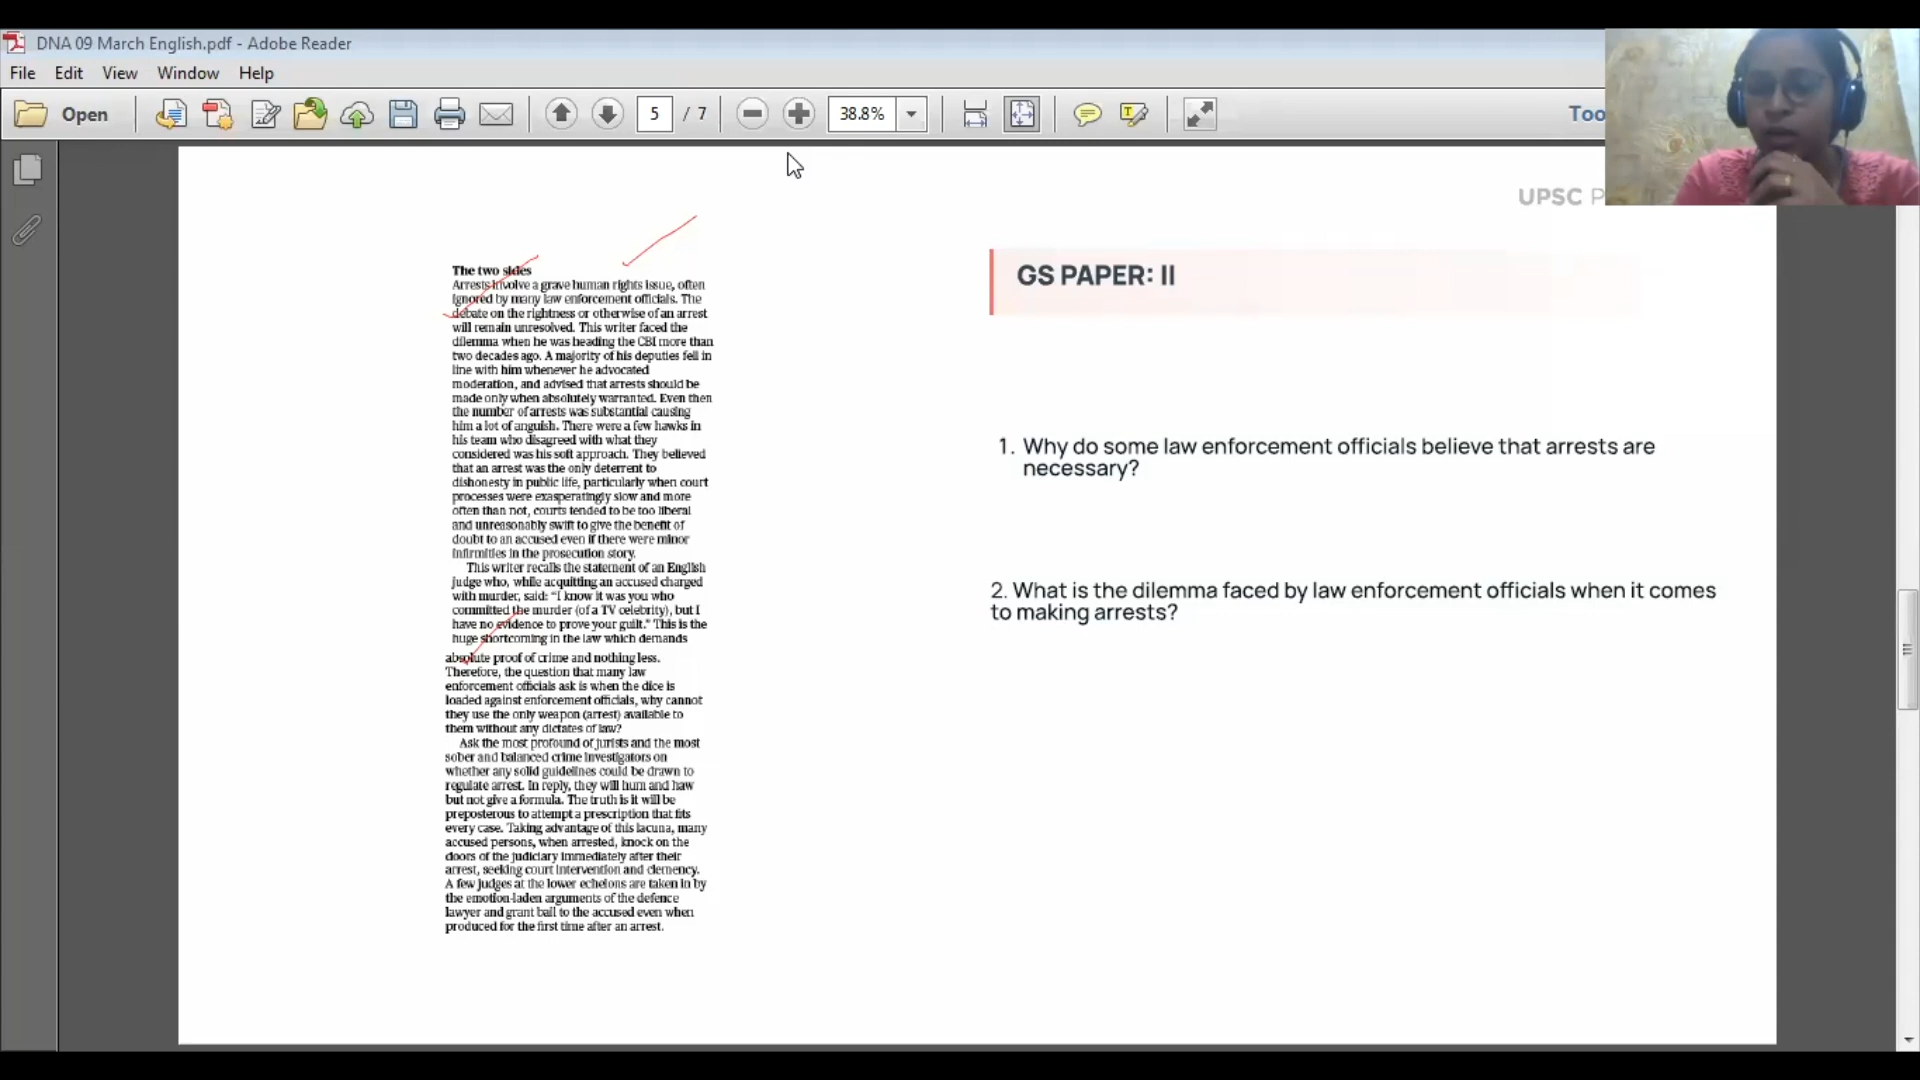 DNA 09 March English.pdf - Adobe Reader
File Edit View Window Help
Open 5 / 7 38.8% Too
UPSC P
The two sides
Arrests involve a grave human rights issue, often
ignored by many law enforcement officials. The
debate on the rightness or otherwise of an arrest
will remain unresolved. This writer faced the
dilemma when he was heading the CBI more than
two decades ago. A majority of his deputies fell in
line with him whenever he advocated
moderation, and advised that arrests should be
made only when absolutely warranted. Even then
the number of arrests was substantial causing
him a lot of anguish. There were a few hawks in
his team who disagreed with what they
considered was his soft approach. They believed
that an arrest was the only deterrent to
dishonesty in public life, particularly when court
processes were exasperatingly slow and more
often than not, courts tended to be too liberal
and unreasonably swift to give the benefit of
doubt to an accused even if there were minor
infirmities in the prosecution story.
This writer recalls the statement of an English
judge who, while acquitting an accused charged
with murder, said: “I know it was you who
committed the murder (of a TV celebrity), but I
have no evidence to prove your guilt.” This is the
huge shortcoming in the law which demands
absolute proof of crime and nothing less.
Therefore, the question that many law
enforcement officials ask is when the dice is
loaded against enforcement officials, why cannot
they use the only weapon (arrest) available to
them without any dictates of law?
Ask the most profound of jurists and the most
sober and balanced crime investigators on
whether any solid guidelines could be drawn to
regulate arrest. In reply, they will hum and haw
but not give a formula. The truth is it will be
preposterous to attempt a prescription that fits
every case. Taking advantage of this lacuna, many
accused persons, when arrested, knock on the
doors of the judiciary immediately after their
arrest, seeking court intervention and clemency.
A few judges at the lower echelons are taken in by
the emotion-laden arguments of the defence
lawyer and grant bail to the accused even when
produced for the first time after an arrest.
GS PAPER: II
1. Why do some law enforcement officials believe that arrests are
necessary?
2. What is the dilemma faced by law enforcement officials when it comes
to making arrests?